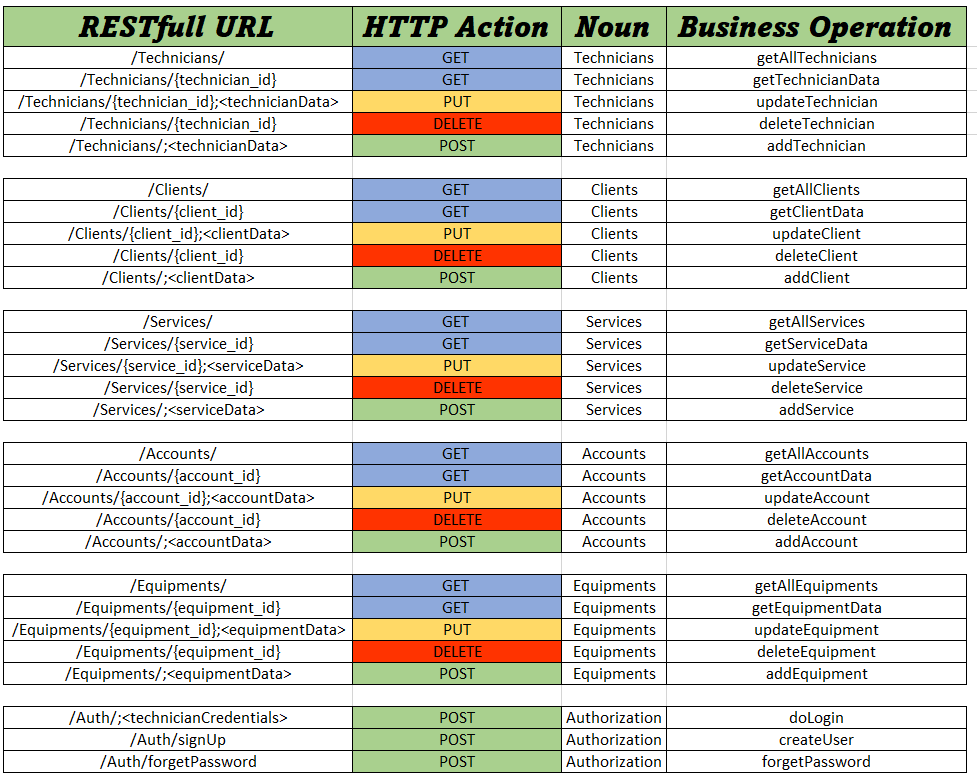 RESTfull URL HTTP Action Noun Business Operation
/Technicians/ GET Technicians getAllTechnicians
/Technicians/{technician_id} GET Technicians getTechnicianData
/Technicians/{technician_id};<technicianData> PUT Technicians updateTechnician
/Technicians/{technician_id} DELETE Technicians deleteTechnician
/Technicians/;<technicianData> POST Technicians addTechnician
/Clients/ GET Clients getAllClients
/Clients/{client_id} GET Clients getClientData
/Clients/{client_id};<clientData> PUT Clients updateClient
/Clients/{client_id} DELETE Clients deleteClient
/Clients/;<clientData> POST Clients addClient
/Services/ GET Services getAllServices
/Services/{service_id} GET Services getServiceData
/Services/{service_id};<serviceData> PUT Services updateService
/Services/{service_id} DELETE Services deleteService
/Services/;<serviceData> POST Services addService
/Accounts/ GET Accounts getAllAccounts
/Accounts/{account_id} GET Accounts getAccountData
/Accounts/{account_id};<accountData> PUT Accounts updateAccount
/Accounts/{account_id} DELETE Accounts deleteAccount
/Accounts/;<accountData> POST Accounts addAccount
/Equipments/ GET Equipments getAllEquipments
/Equipments/{equipment_id} GET Equipments getEquipmentData
/Equipments/{equipment_id};<equipmentData> PUT Equipments updateEquipment
/Equipments/{equipment_id} DELETE Equipments deleteEquipment
/Equipments/;<equipmentData> POST Equipments addEquipment
/Auth/;<technicianCredentials> POST Authorization doLogin
/Auth/signUp POST Authorization createUser
/Auth/forgetPassword POST Authorization forgetPassword